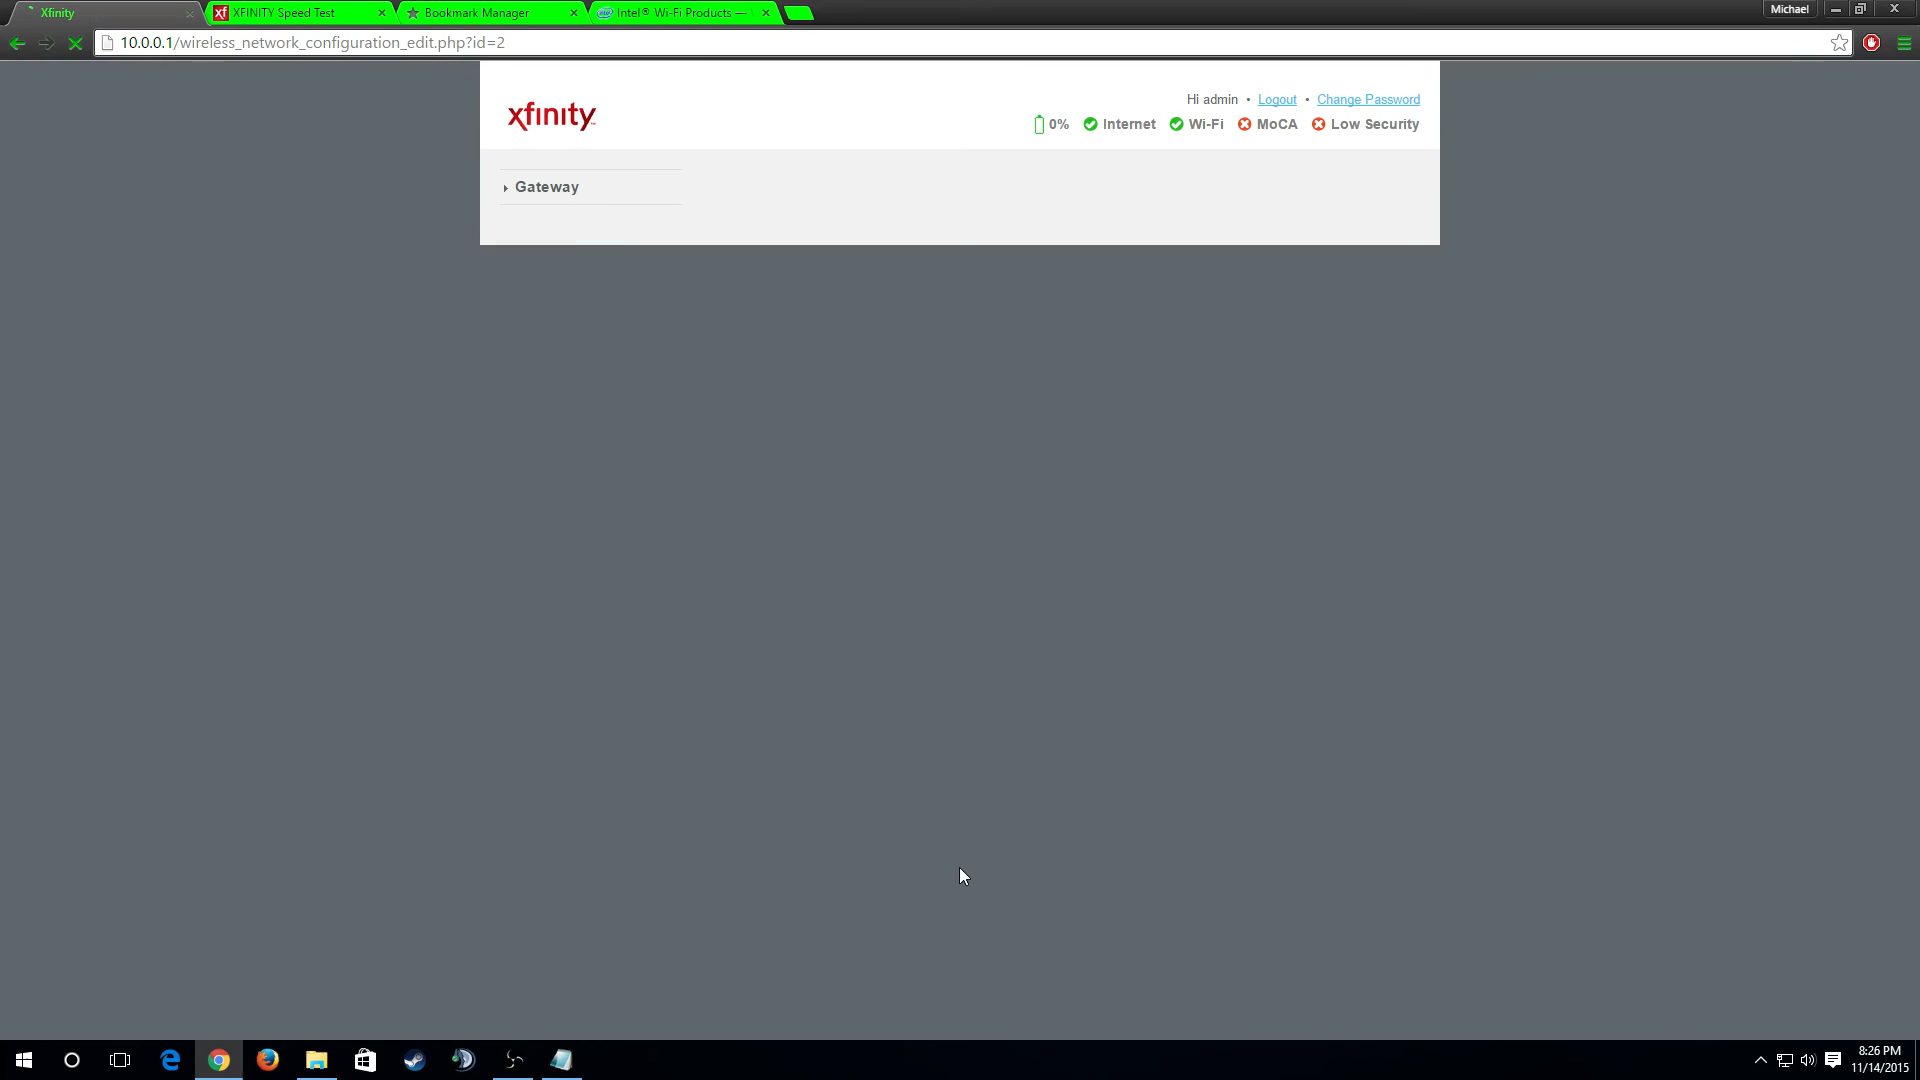 Xfinity
XFINITY Speed Test
Bookmark Manager
Intel® Wi-Fi Products —
Michael
10.0.0.1/wireless_network_configuration_edit.php?id=2
xfinity
Hi admin • Logout • Change Password
0% Internet Wi-Fi MoCA Low Security
Gateway
8:26 PM
11/14/2015